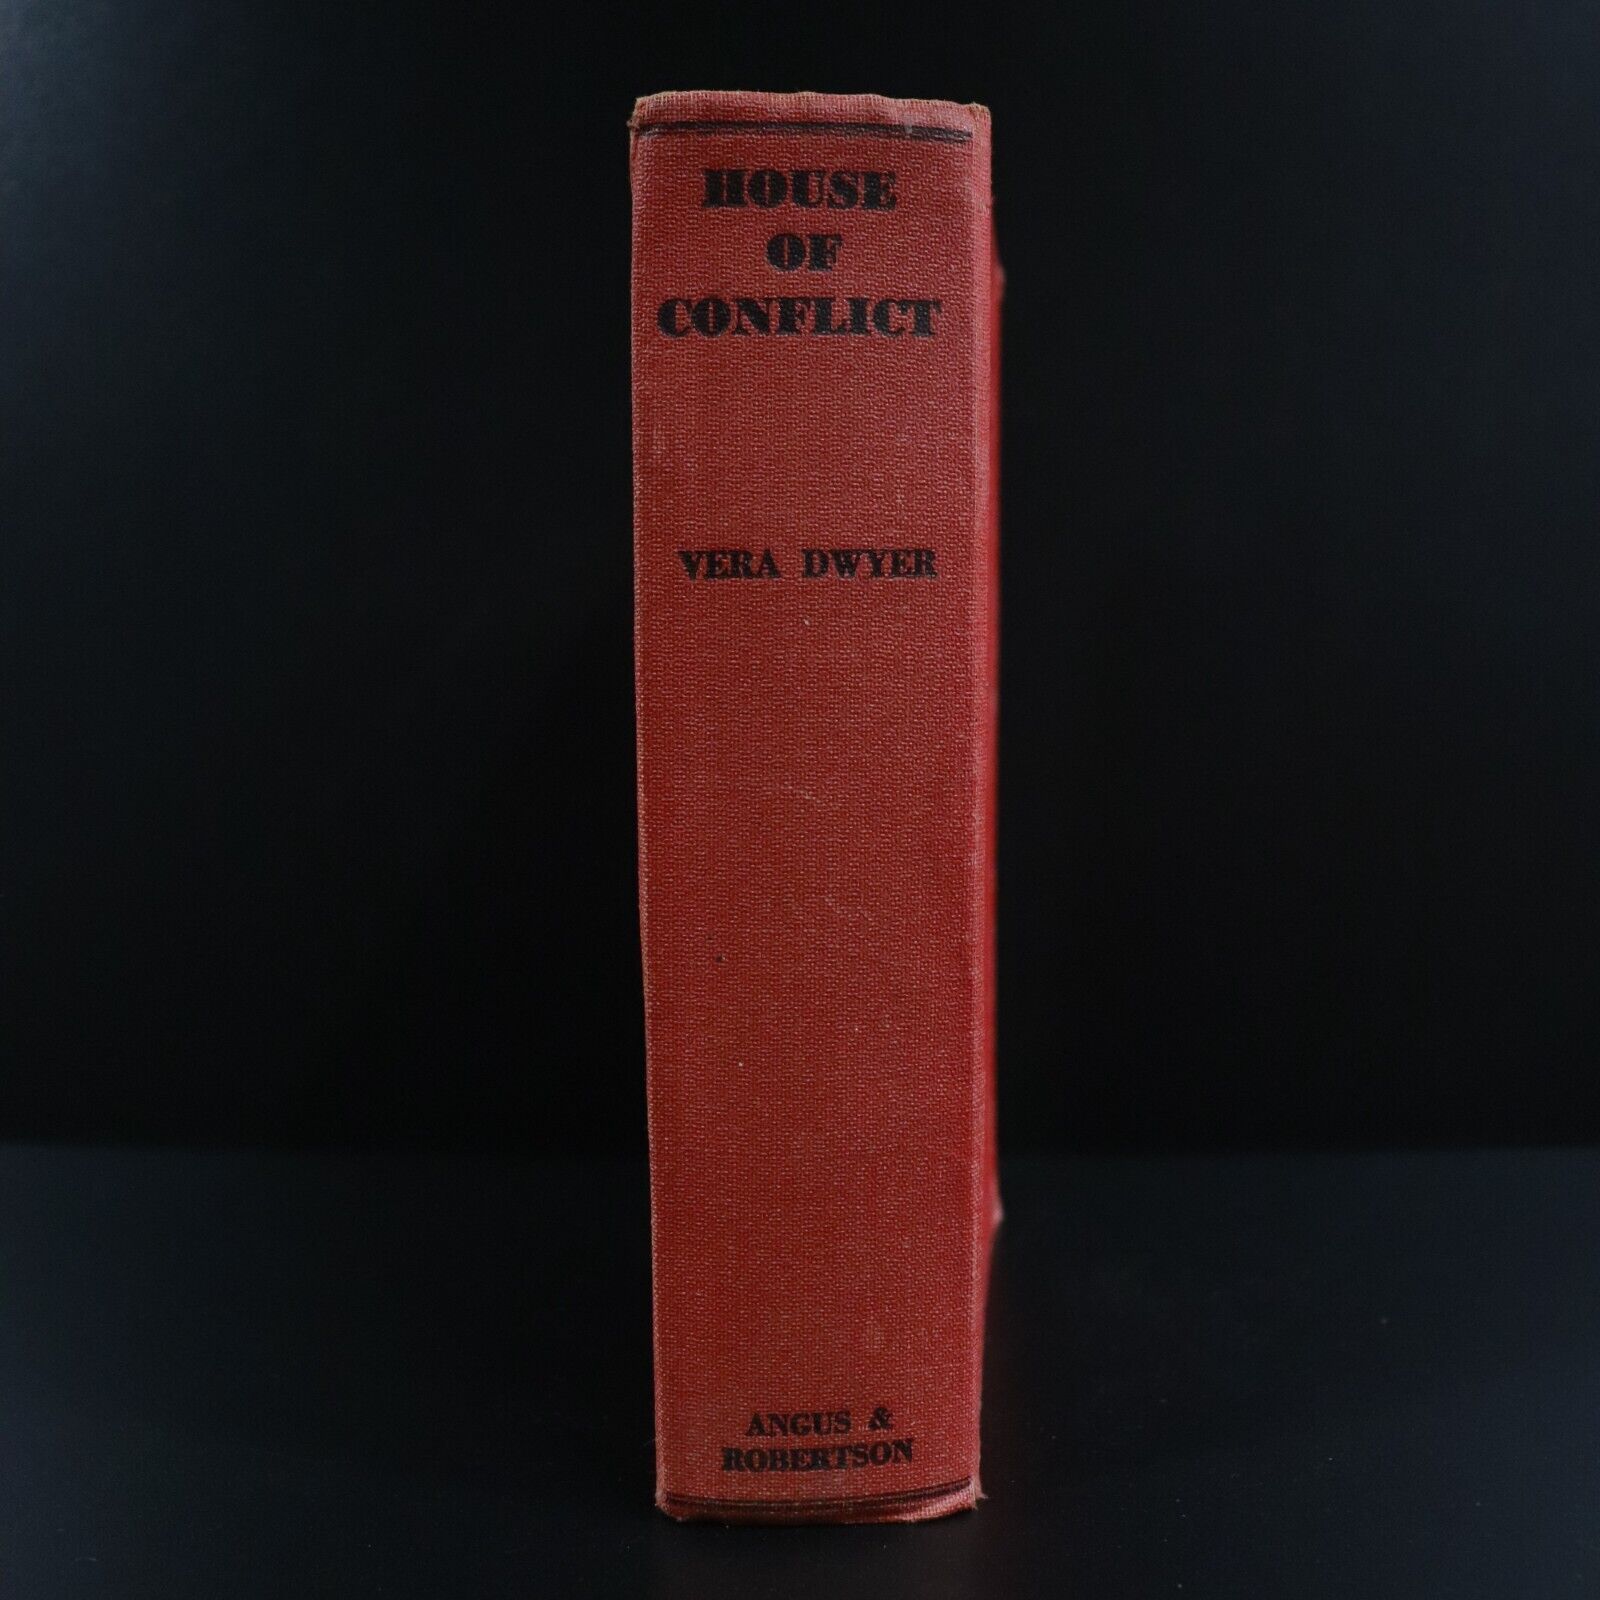 HOUSE
OF
CONFLICT
VERA DWYER
ANGUS &
ROBERTSON